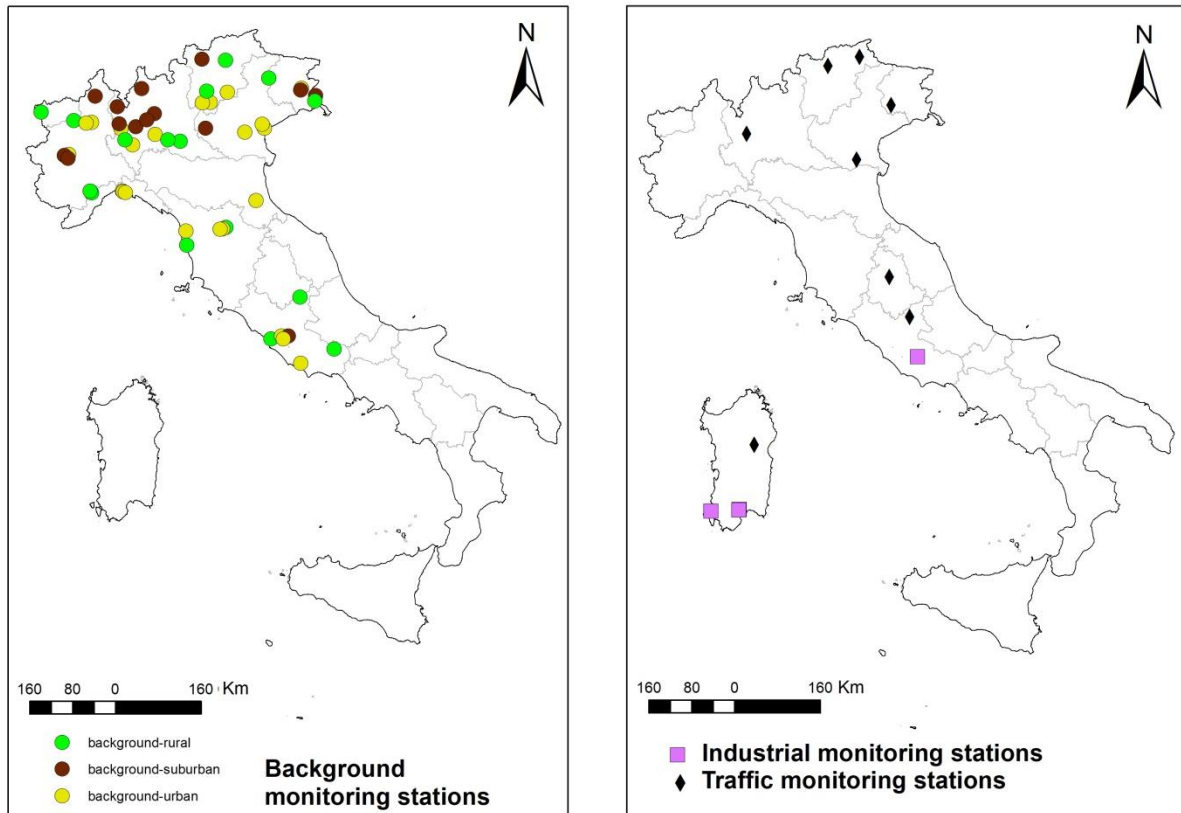 N
160 80 0 160 Km
background-rural
background-suburban
background-urban
Background
monitoring stations
N
160 80 0 160 Km
Industrial monitoring stations
Traffic monitoring stations